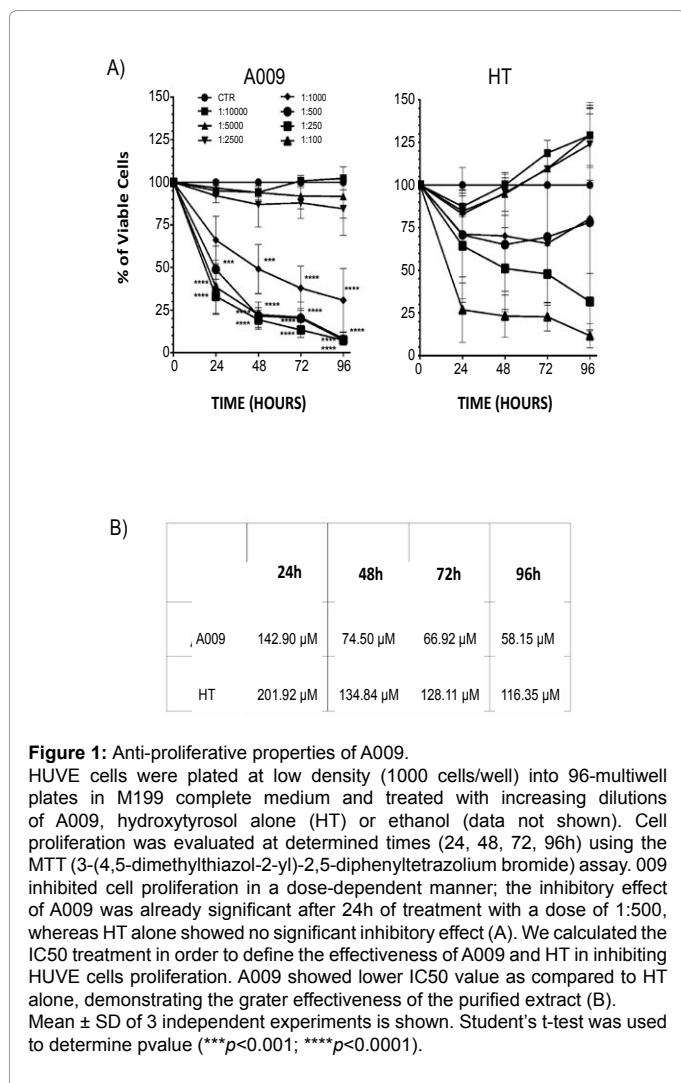 A)
A009
HT
CTR
1:10000
1:5000
1:2500
1:1000
1:500
1:250
1:100
% of Viable Cells
150
125
100
75
50
25
0
0 24 48 72 96
TIME (HOURS)
*** *** **** ****
**** **** **** **** ****
**** **** **** **** ****
150
125
100
75
50
25
0
0 24 48 72 96
TIME (HOURS)
B)
24h 48h 72h 96h
A009 142.90 µM 74.50 µM 66.92 µM 58.15 µM
HT 201.92 µM 134.84 µM 128.11 µM 116.35 µM
Figure 1: Anti-proliferative properties of A009.
HUVE cells were plated at low density (1000 cells/well) into 96-multiwell
plates in M199 complete medium and treated with increasing dilutions
of A009, hydroxytyrosol alone (HT) or ethanol (data not shown). Cell
proliferation was evaluated at determined times (24, 48, 72, 96h) using the
MTT (3-(4,5-dimethylthiazol-2-yl)-2,5-diphenyltetrazolium bromide) assay. 009
inhibited cell proliferation in a dose-dependent manner; the inhibitory effect
of A009 was already significant after 24h of treatment with a dose of 1:500,
whereas HT alone showed no significant inhibitory effect (A). We calculated the
IC50 treatment in order to define the effectiveness of A009 and HT in inhibiting
HUVE cells proliferation. A009 showed lower IC50 value as compared to HT
alone, demonstrating the grater effectiveness of the purified extract (B).
Mean ± SD of 3 independent experiments is shown. Student's t-test was used
to determine pvalue (***p<0.001; ****p<0.0001).